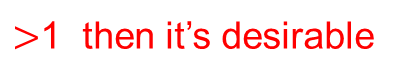 >1 then it’s desirable